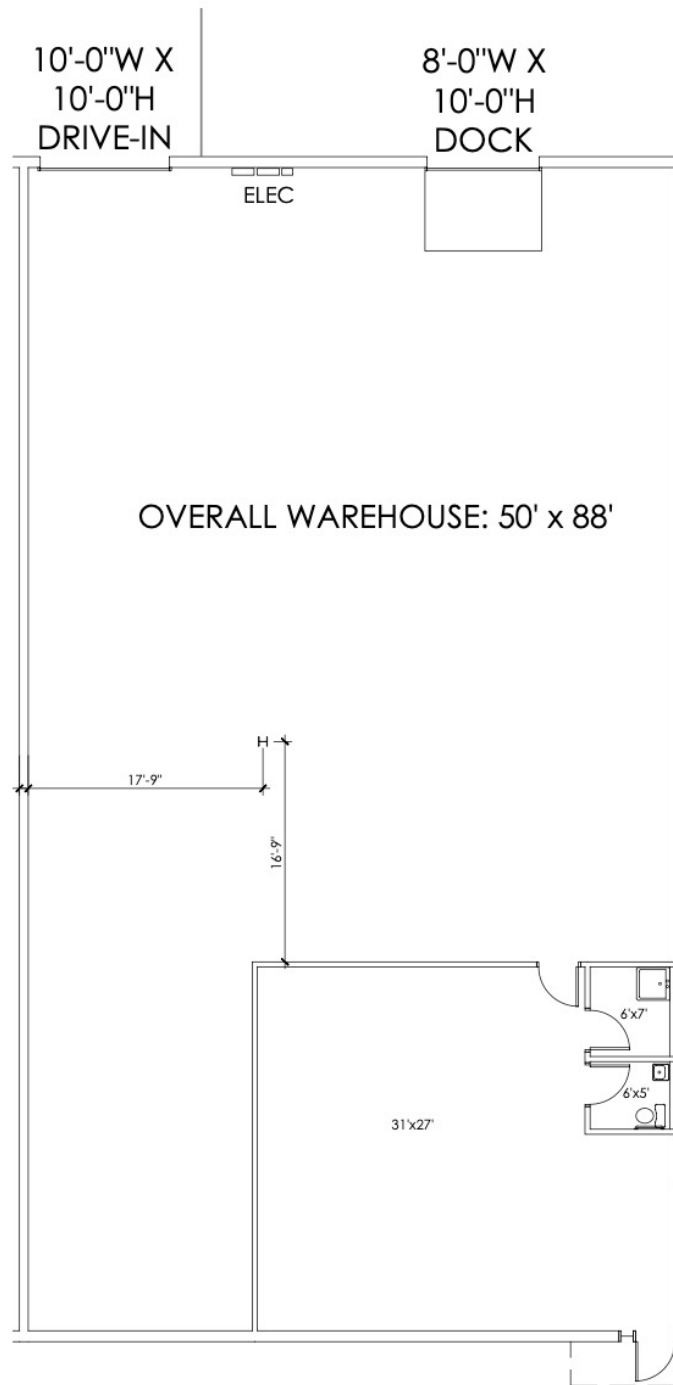 10'-0"W X
10'-0"H
DRIVE-IN
8'-0"W X
10'-0"H
DOCK
ELEC
OVERALL WAREHOUSE: 50' x 88'
H
17'-9"
16'-9"
6'x7'
6'x5'
31'x27'